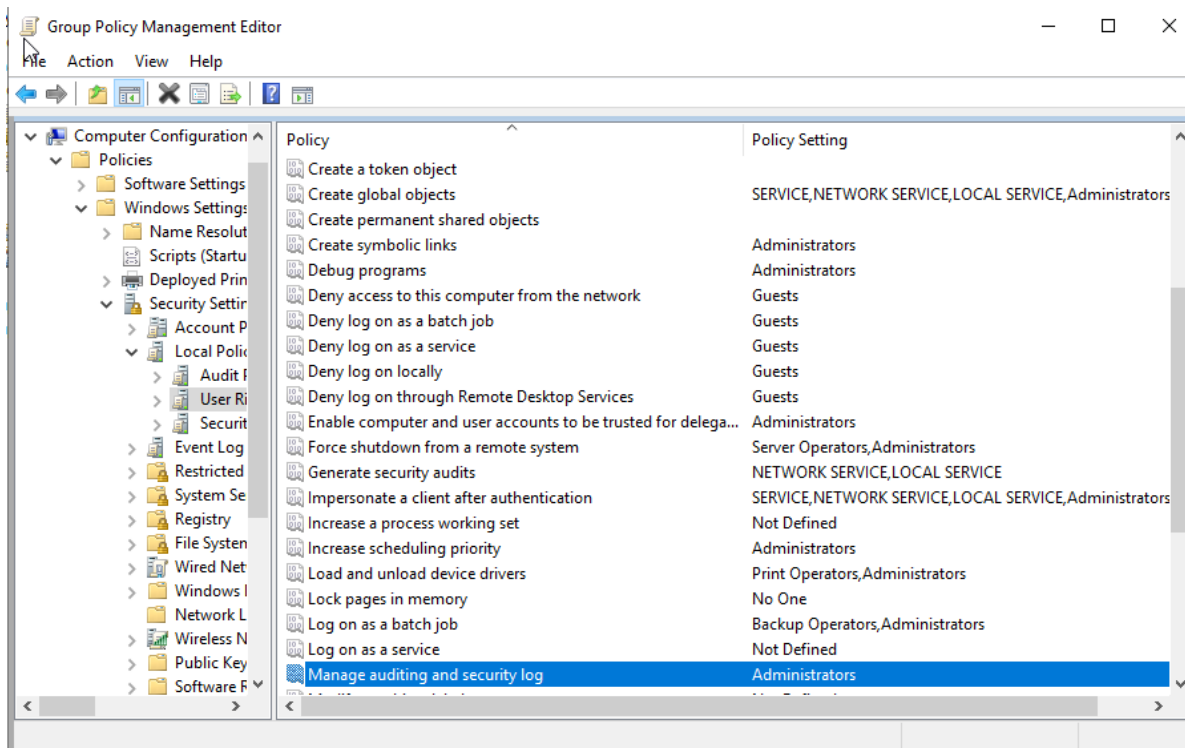 Group Policy Management Editor
File Action View Help
Computer Configuration
Policies
Software Settings
Windows Settings
Name Resolut
Scripts (Startu
Deployed Prin
Security Settin
Account P
Local Polic
Audit P
User Ri
Securit
Event Log
Restricted
System Se
Registry
File System
Wired Net
Windows
Network L
Wireless N
Public Key
Software R
Policy Policy Setting
Create a token object
Create global objects SERVICE,NETWORK SERVICE,LOCAL SERVICE,Administrators
Create permanent shared objects
Create symbolic links Administrators
Debug programs Administrators
Deny access to this computer from the network Guests
Deny log on as a batch job Guests
Deny log on as a service Guests
Deny log on locally Guests
Deny log on through Remote Desktop Services Guests
Enable computer and user accounts to be trusted for delega... Administrators
Force shutdown from a remote system Server Operators,Administrators
Generate security audits NETWORK SERVICE,LOCAL SERVICE
Impersonate a client after authentication SERVICE,NETWORK SERVICE,LOCAL SERVICE,Administrators
Increase a process working set Not Defined
Increase scheduling priority Administrators
Load and unload device drivers Print Operators,Administrators
Lock pages in memory No One
Log on as a batch job Backup Operators,Administrators
Log on as a service Not Defined
Manage auditing and security log Administrators